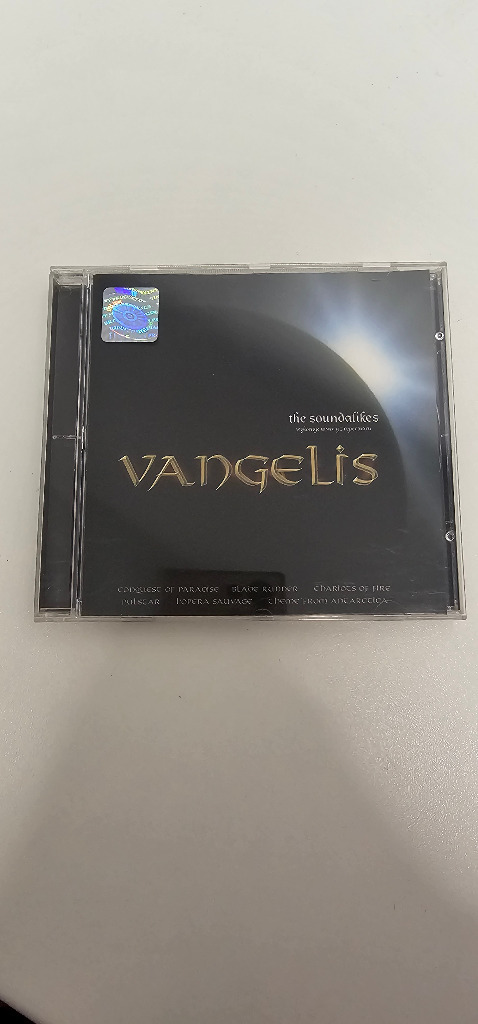 the soundalikes
VANGELIS
CONQUEST OF PARADISE BLADE RUNNER CHARIOTS OF FIRE
PULSTAR L'OPERA SAUVAGE THEME FROM ANTARCTICA